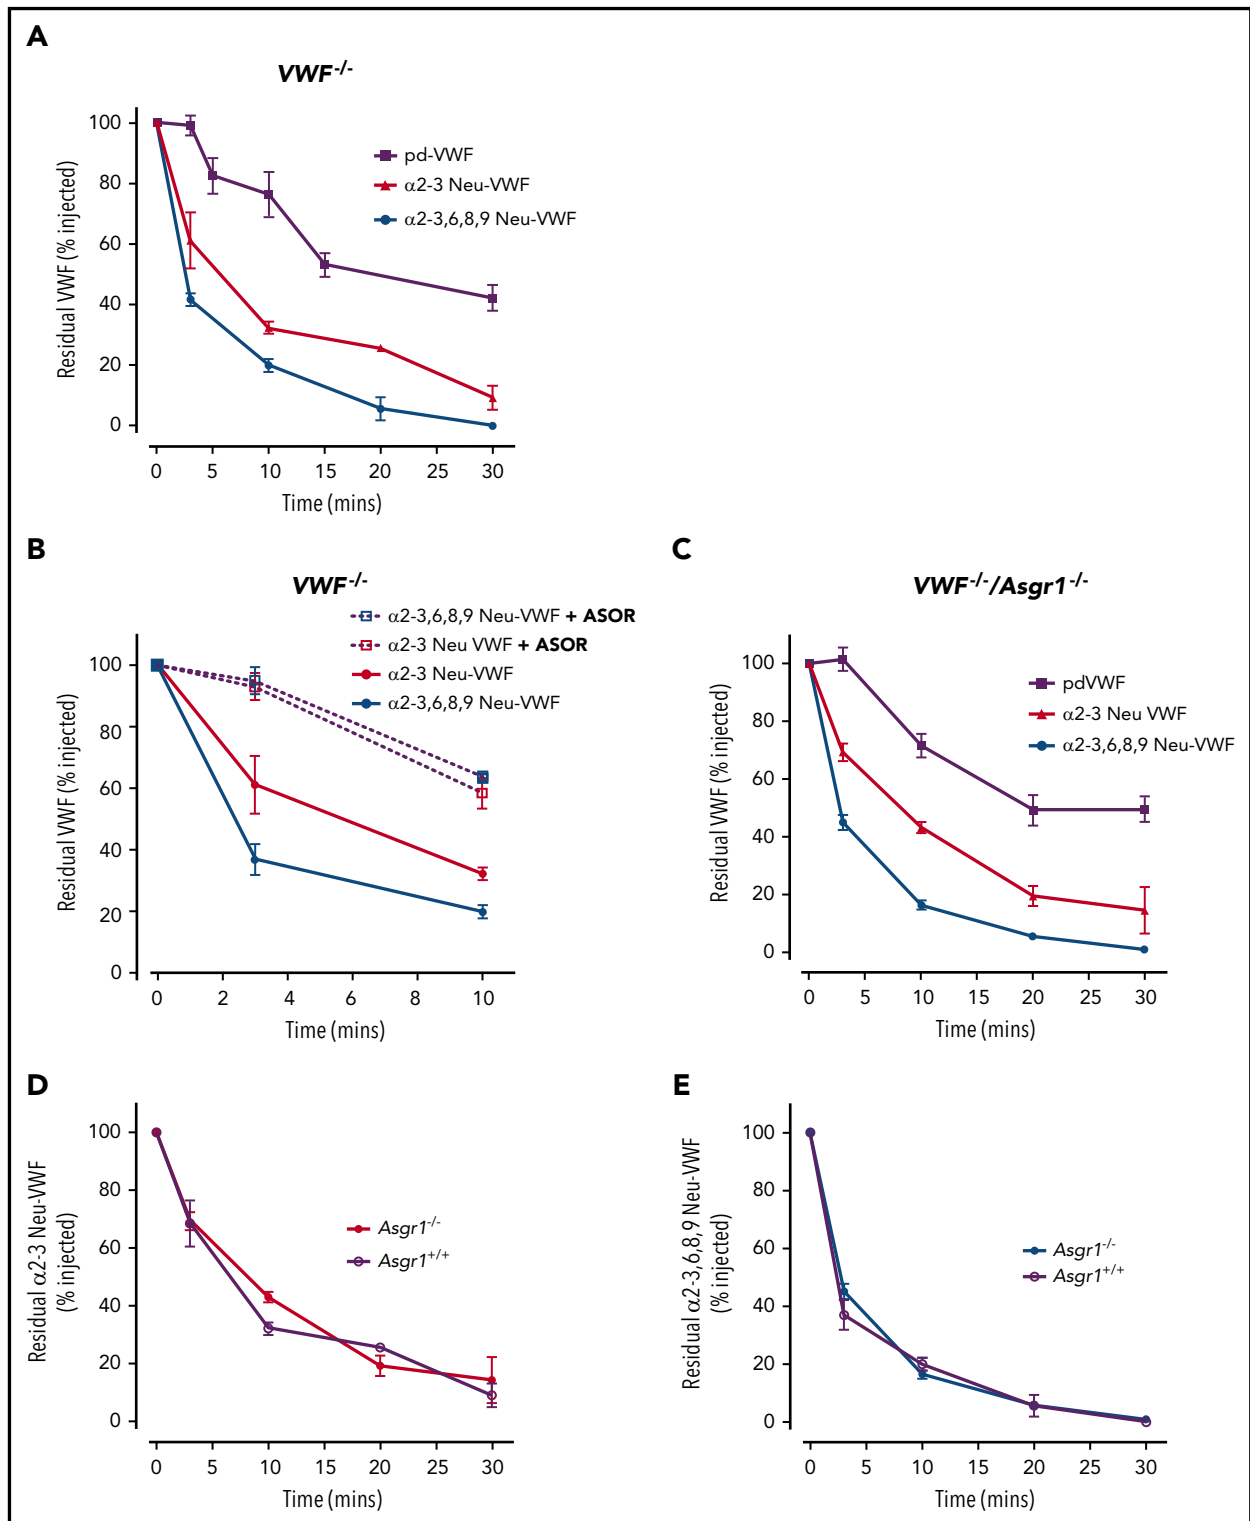 A
VWF-/-
Residual VWF (% injected)
100
80
60
40
20
0
pd-VWF
α2-3 Neu-VWF
α2-3,6,8,9 Neu-VWF
0 5 10 15 20 25 30
Time (mins)
B
VWF-/-
α2-3,6,8,9 Neu-VWF + ASOR
α2-3 Neu VWF + ASOR
α2-3 Neu-VWF
α2-3,6,8,9 Neu-VWF
Residual VWF (% injected)
100
80
60
40
20
0
0 2 4 6 8 10
Time (mins)
C
VWF-/-/Asgr1-/-
Residual VWF (% injected)
100
80
60
40
20
0
pdVWF
α2-3 Neu VWF
α2-3,6,8,9 Neu-VWF
0 5 10 15 20 25 30
Time (mins)
D
Residual α2-3 Neu-VWF
(% injected)
100
80
60
40
20
0
Asgr1-/-
Asgr1+/+
0 5 10 15 20 25 30
Time (mins)
E
Residual α2-3,6,8,9 Neu-VWF
(% injected)
100
80
60
40
20
0
Asgr1-/-
Asgr1+/+
0 5 10 15 20 25 30
Time (mins)